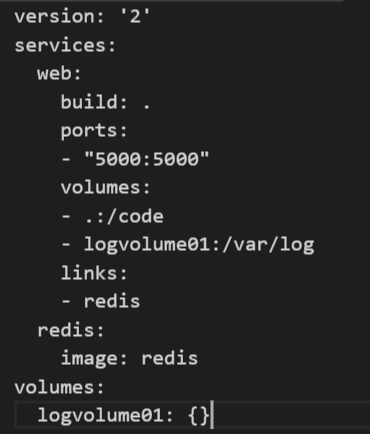 version: '2'
services:
  web:
    build: .
    ports:
    - "5000:5000"
    volumes:
    - .:/code
    - logvolume01:/var/log
    links:
    - redis
  redis:
    image: redis
volumes:
  logvolume01: {}